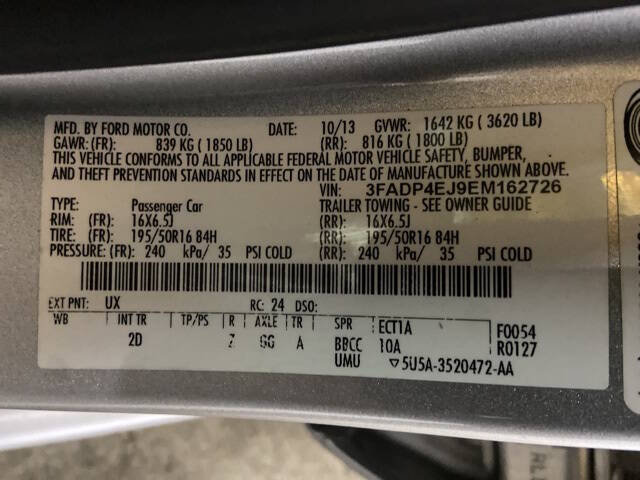 MFD. BY FORD MOTOR CO. DATE: 10/13 GVWR: 1642 KG ( 3620 LB)
GAWR: (FR): 839 KG ( 1850 LB) (RR): 816 KG ( 1800 LB)
THIS VEHICLE CONFORMS TO ALL APPLICABLE FEDERAL MOTOR VEHICLE SAFETY, BUMPER,
AND THEFT PREVENTION STANDARDS IN EFFECT ON THE DATE OF MANUFACTURE SHOWN ABOVE.
VIN: 3FADP4EJ9EM162726
TYPE: Passenger Car TRAILER TOWING - SEE OWNER GUIDE
RIM: (FR): 16X6.5J (RR): 16X6.5J
TIRE: (FR): 195/50R16 84H (RR): 195/50R16 84H
PRESSURE: (FR): 240 kPa/ 35 PSI COLD (RR): 240 kPa/ 35 PSI COLD
EXT PNT: UX RC: 24 DSO:
WB INT TR TP/PS R AXLE TR SPR ECT1A F0054
2D A BBCC 10A R0127
UMU ▽5U5A-3520472-AA